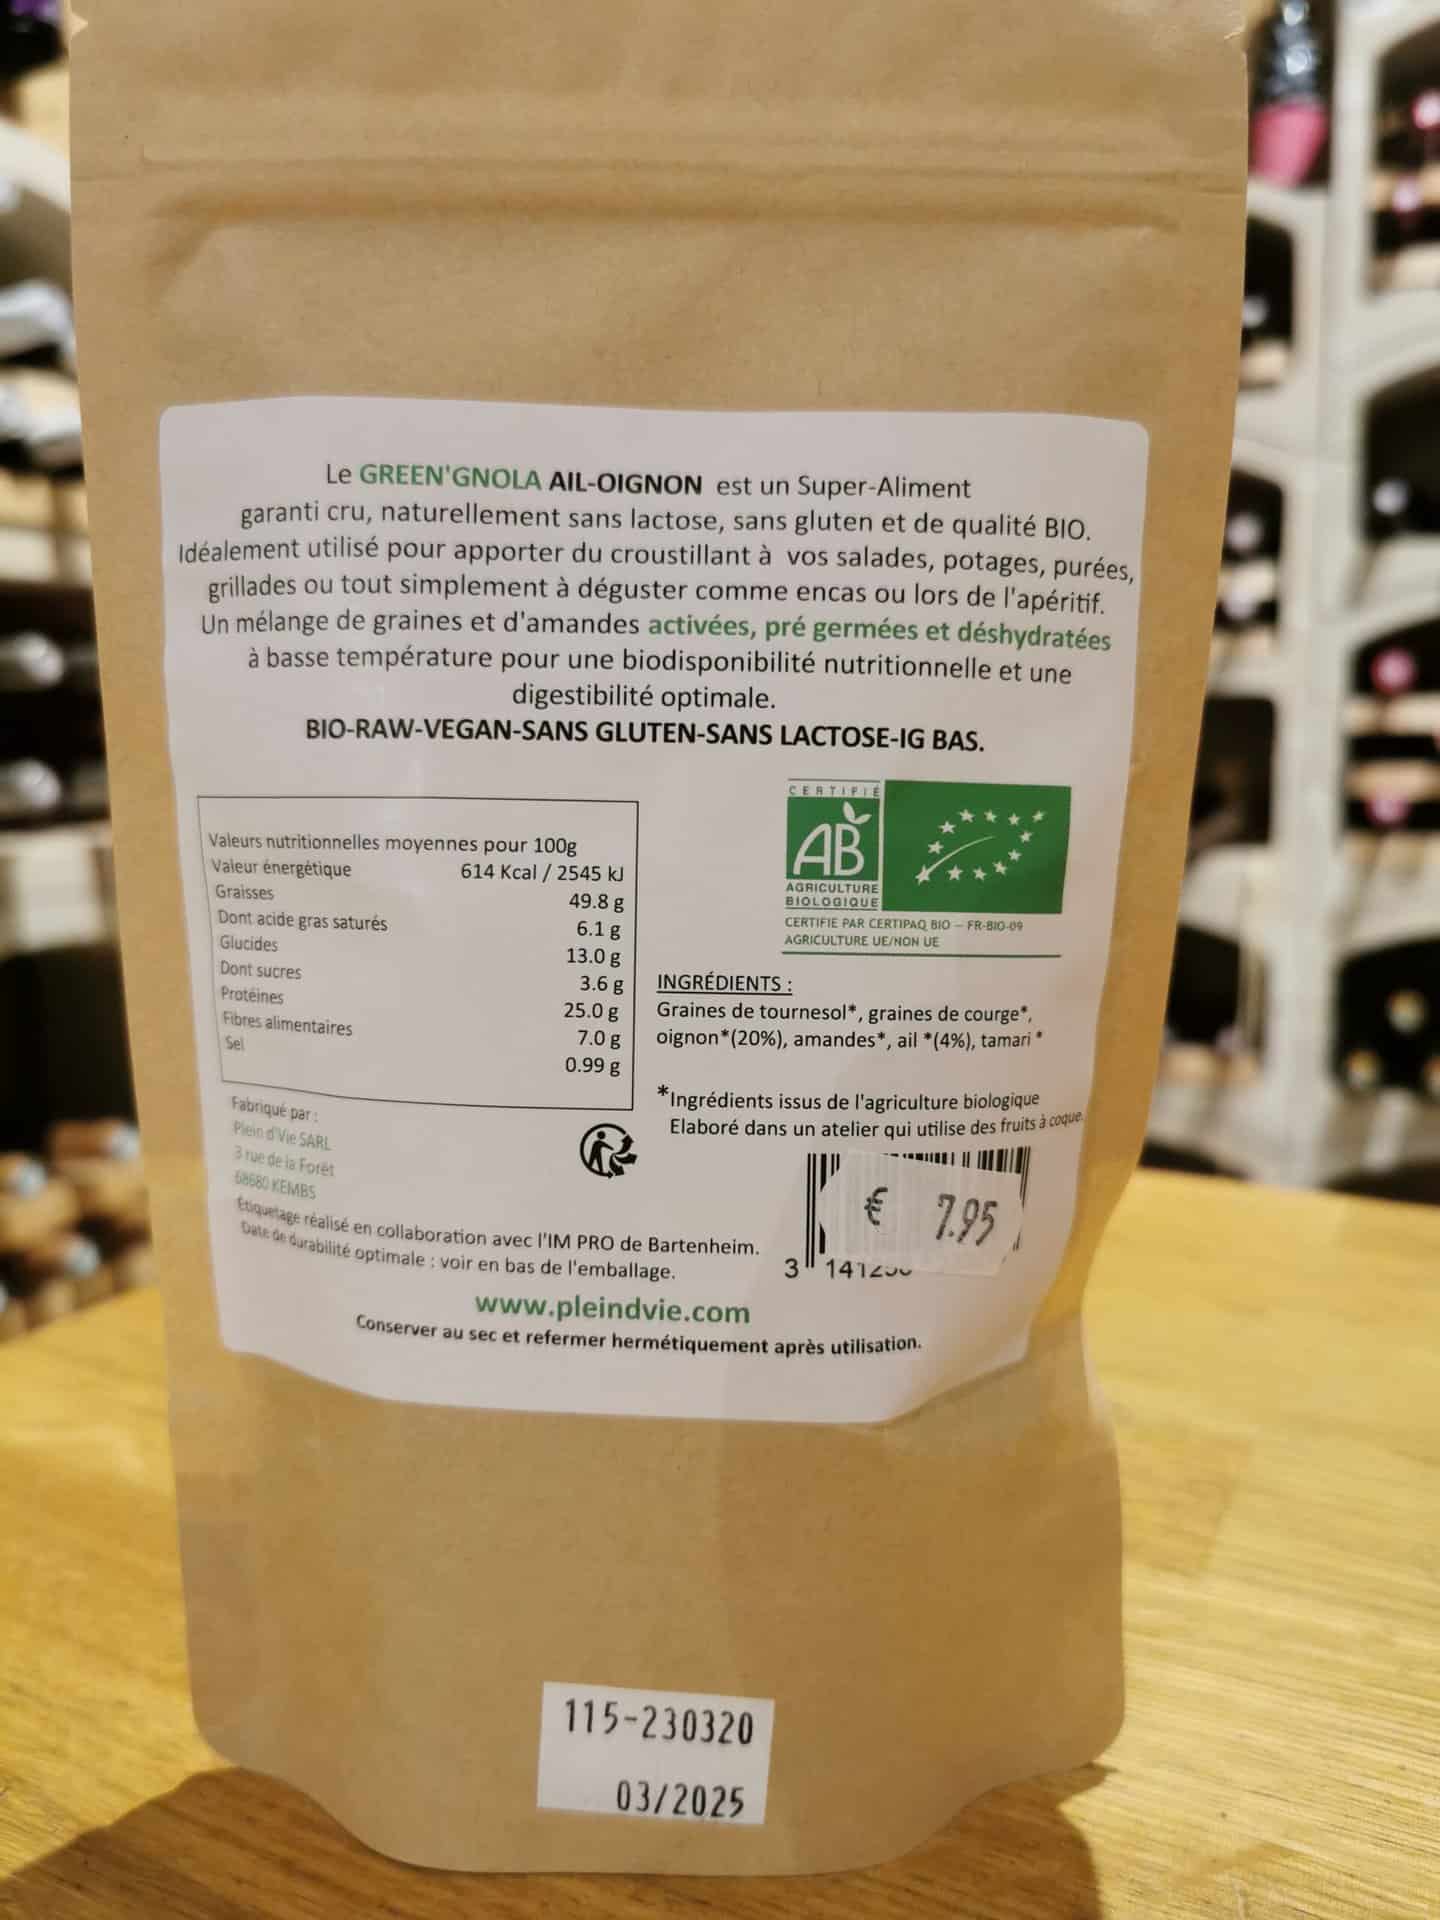 Le GREEN'GNOLA AIL-OIGNON est un Super-Aliment
garanti cru, naturellement sans lactose, sans gluten et de qualité BIO.
Idéalement utilisé pour apporter du croustillant à vos salades, potages, purées,
grillades ou tout simplement à déguster comme encas ou lors de l'apéritif.
Un mélange de graines et d'amandes activées, pré germées et déshydratées
à basse température pour une biodisponibilité nutritionnelle et une
digestibilité optimale.
BIO-RAW-VEGAN-SANS GLUTEN-SANS LACTOSE-IG BAS.
Valeurs nutritionnelles moyennes pour 100g
Valeur énergétique 614 Kcal / 2545 kJ
Graisses 49.8 g
Dont acide gras saturés 6.1 g
Glucides 13.0 g
Dont sucres 3.6 g
Protéines 25.0 g
Fibres alimentaires 7.0 g
Sel 0.99 g
CERTIFIÉ
AB
AGRICULTURE
BIOLOGIQUE
CERTIFIE PAR CERTIPAQ BIO – FR-BIO-09
AGRICULTURE UE/NON UE
INGRÉDIENTS :
Graines de tournesol*, graines de courge*,
oignon*(20%), amandes*, ail *(4%), tamari *
*Ingrédients issus de l'agriculture biologique
Elaboré dans un atelier qui utilise des fruits à coque.
Fabriqué par :
Plein d'Vie SARL
3 rue de la Forêt
68680 KEMBS
€ 7.95
3 14125
Etiquetage réalisé en collaboration avec l'IM PRO de Bartenheim.
Date de durabilité optimale : voir en bas de l'emballage.
www.pleindvie.com
Conserver au sec et refermer hermétiquement après utilisation.
115-230320
03/2025